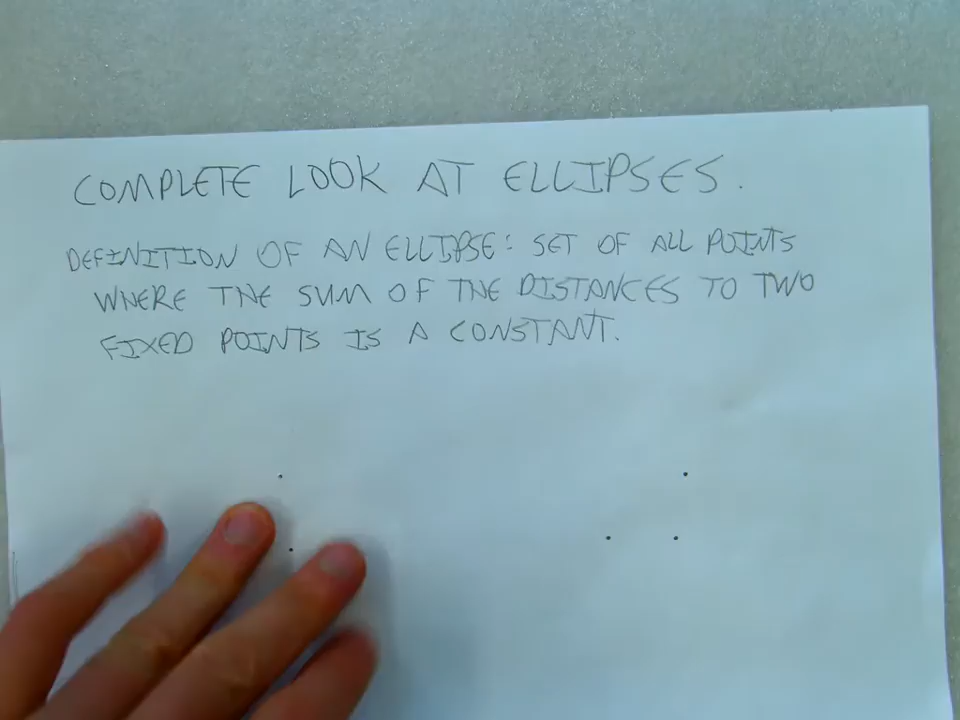 COMPLETE LOOK AT ELLIPSES.
DEFINITION OF AN ELLIPSE: SET OF ALL POINTS
WHERE THE SUM OF THE DISTANCES TO TWO
FIXED POINTS IS A CONSTANT.